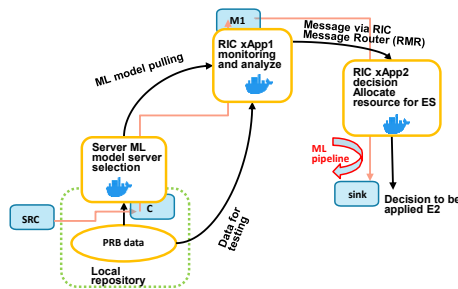 M1
Message via RIC
Message Router (RMR)
RIC xApp1
monitoring
and analyze
ML model pulling
RIC xApp2
decision
Allocate
resource for ES
Server ML
model server
selection
ML
pipeline
sink
C
SRC
Data for
testing
Decision to be
applied E2
PRB data
Local
repository